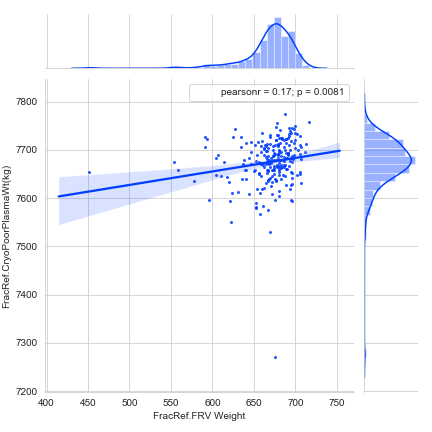 pearsonr = 0.17; p = 0.0081
7800
7700
7600
7500
7400
7300
7200
FracRef.CryoPoorPlasmaWt(kg)
400 450 500 550 600 650 700 750
FracRef.FRV Weight